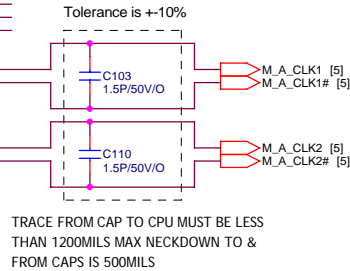 Tolerance is +-10%
C103
1.5P/50V/O
M_A_CLK1 [5]
M_A_CLK1# [5]
C110
1.5P/50V/O
M_A_CLK2 [5]
M_A_CLK2# [5]
TRACE FROM CAP TO CPU MUST BE LESS
THAN 1200MILS MAX NECKDOWN TO &
FROM CAPS IS 500MILS